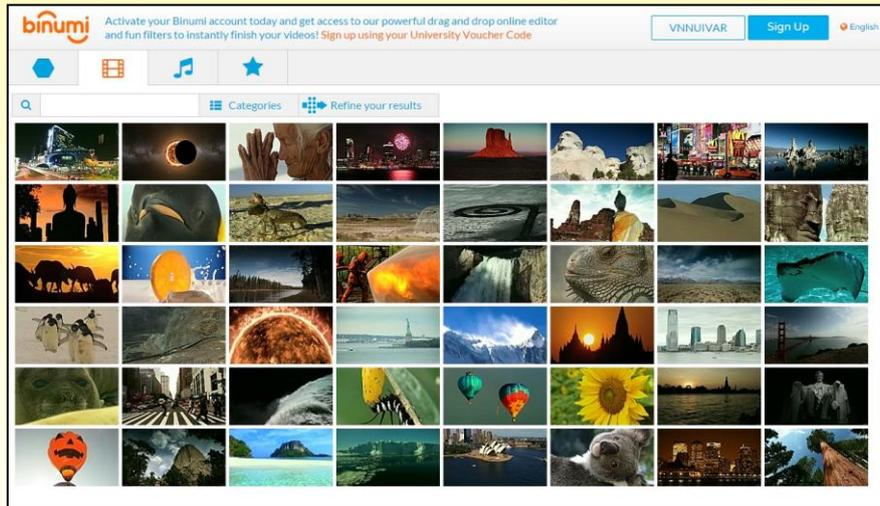 binumi
Activate your Binumi account today and get access to our powerful drag and drop online editor
and fun filters to instantly finish your videos! Sign up using your University Voucher Code
VNNUIVAR
Sign Up
English
Categories
Refine your results